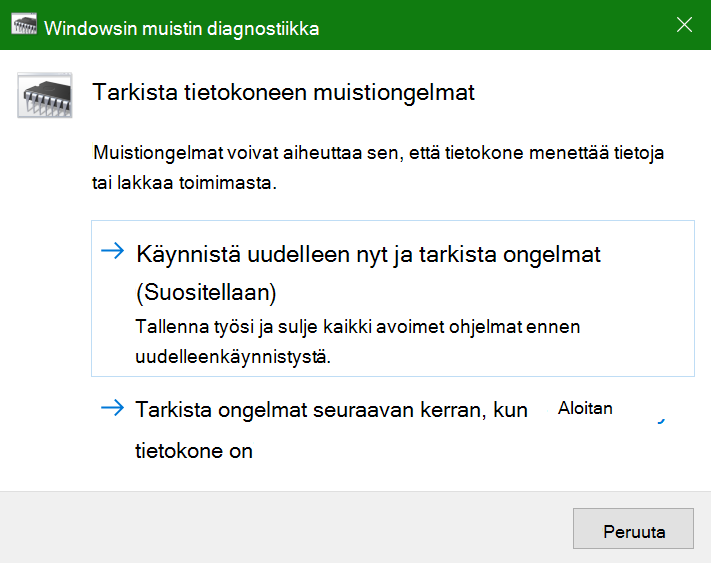 Windowsin muistin diagnostiikka
Tarkista tietokoneen muistiongelmat
Muistiongelmat voivat aiheuttaa sen, että tietokone menettää tietoja
tai lakkaa toimimasta.
Käynnistä uudelleen nyt ja tarkista ongelmat
(Suositellaan)
Tallenna työsi ja sulje kaikki avoimet ohjelmat ennen
uudelleenkäynnistystä.
Tarkista ongelmat seuraavan kerran, kun Aloitan
tietokone on
Peruuta